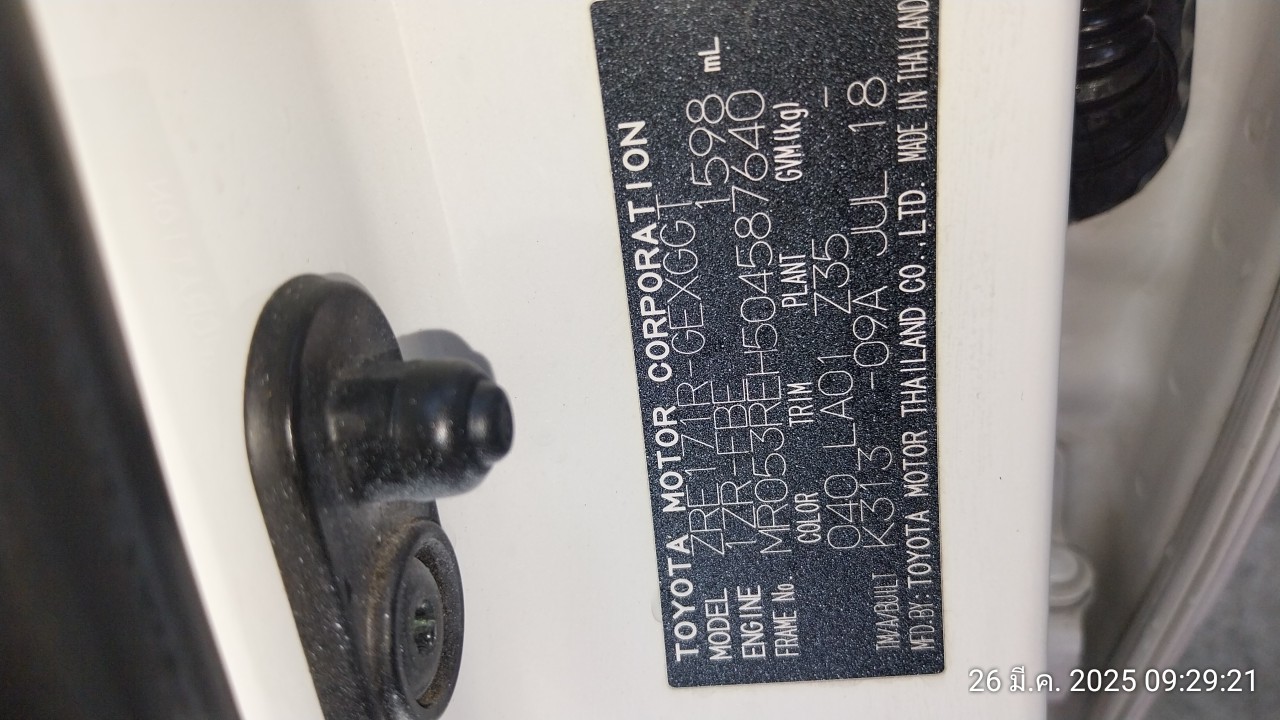 TOYOTA MOTOR CORPORATION
MODEL ZRE171R-GEXGGT
ENGINE 1ZR-FBE 1598 mL
FRAME No. MR053REH504587640
COLOR TRIM PLANT GVM(kg)
040 LA01 Z35 -
T/M/A/BUILT K313 -09A JUL 18
MFD.BY: TOYOTA MOTOR THAILAND CO.,LTD. MADE IN THAILAND
26 มี.ค. 2025 09:29:21